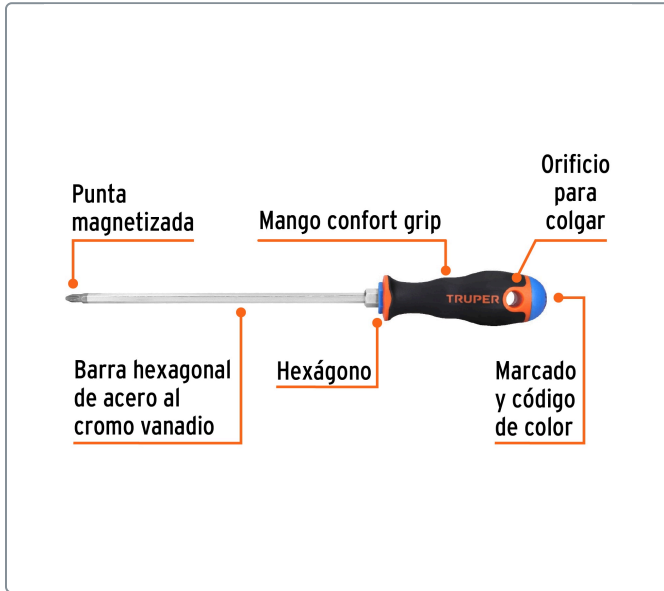 Punta
magnetizada
Mango confort grip
Orificio
para
colgar
TRUPER
Barra hexagonal
de acero al
cromo vanadio
Hexágono
Marcado
y código
de color